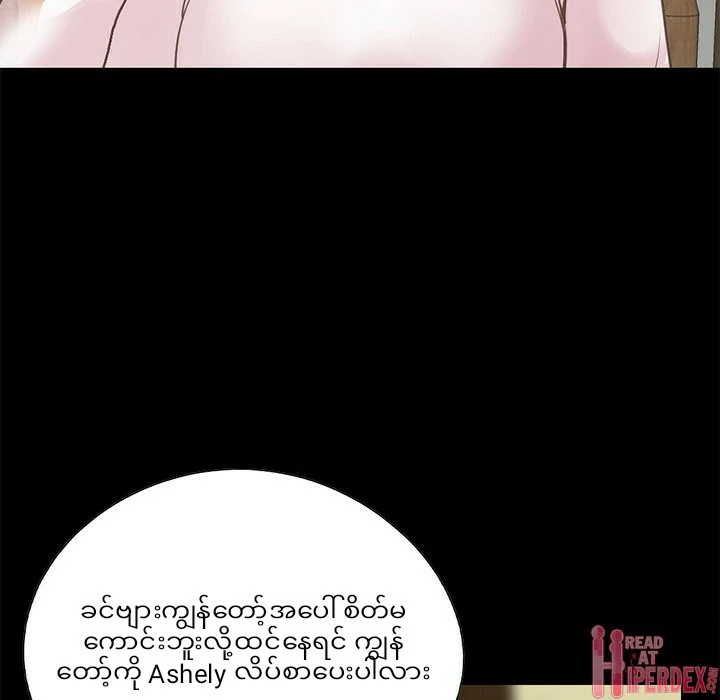 ခင်ဗျားကျွန်တော့်အပေါ်စိတ်မ
ကောင်းဘူးလို့ထင်နေရင် ကျွန်
တော့်ကို Ashely လိပ်စာပေးပါလား
READ
AT
HIPERDEX.COM